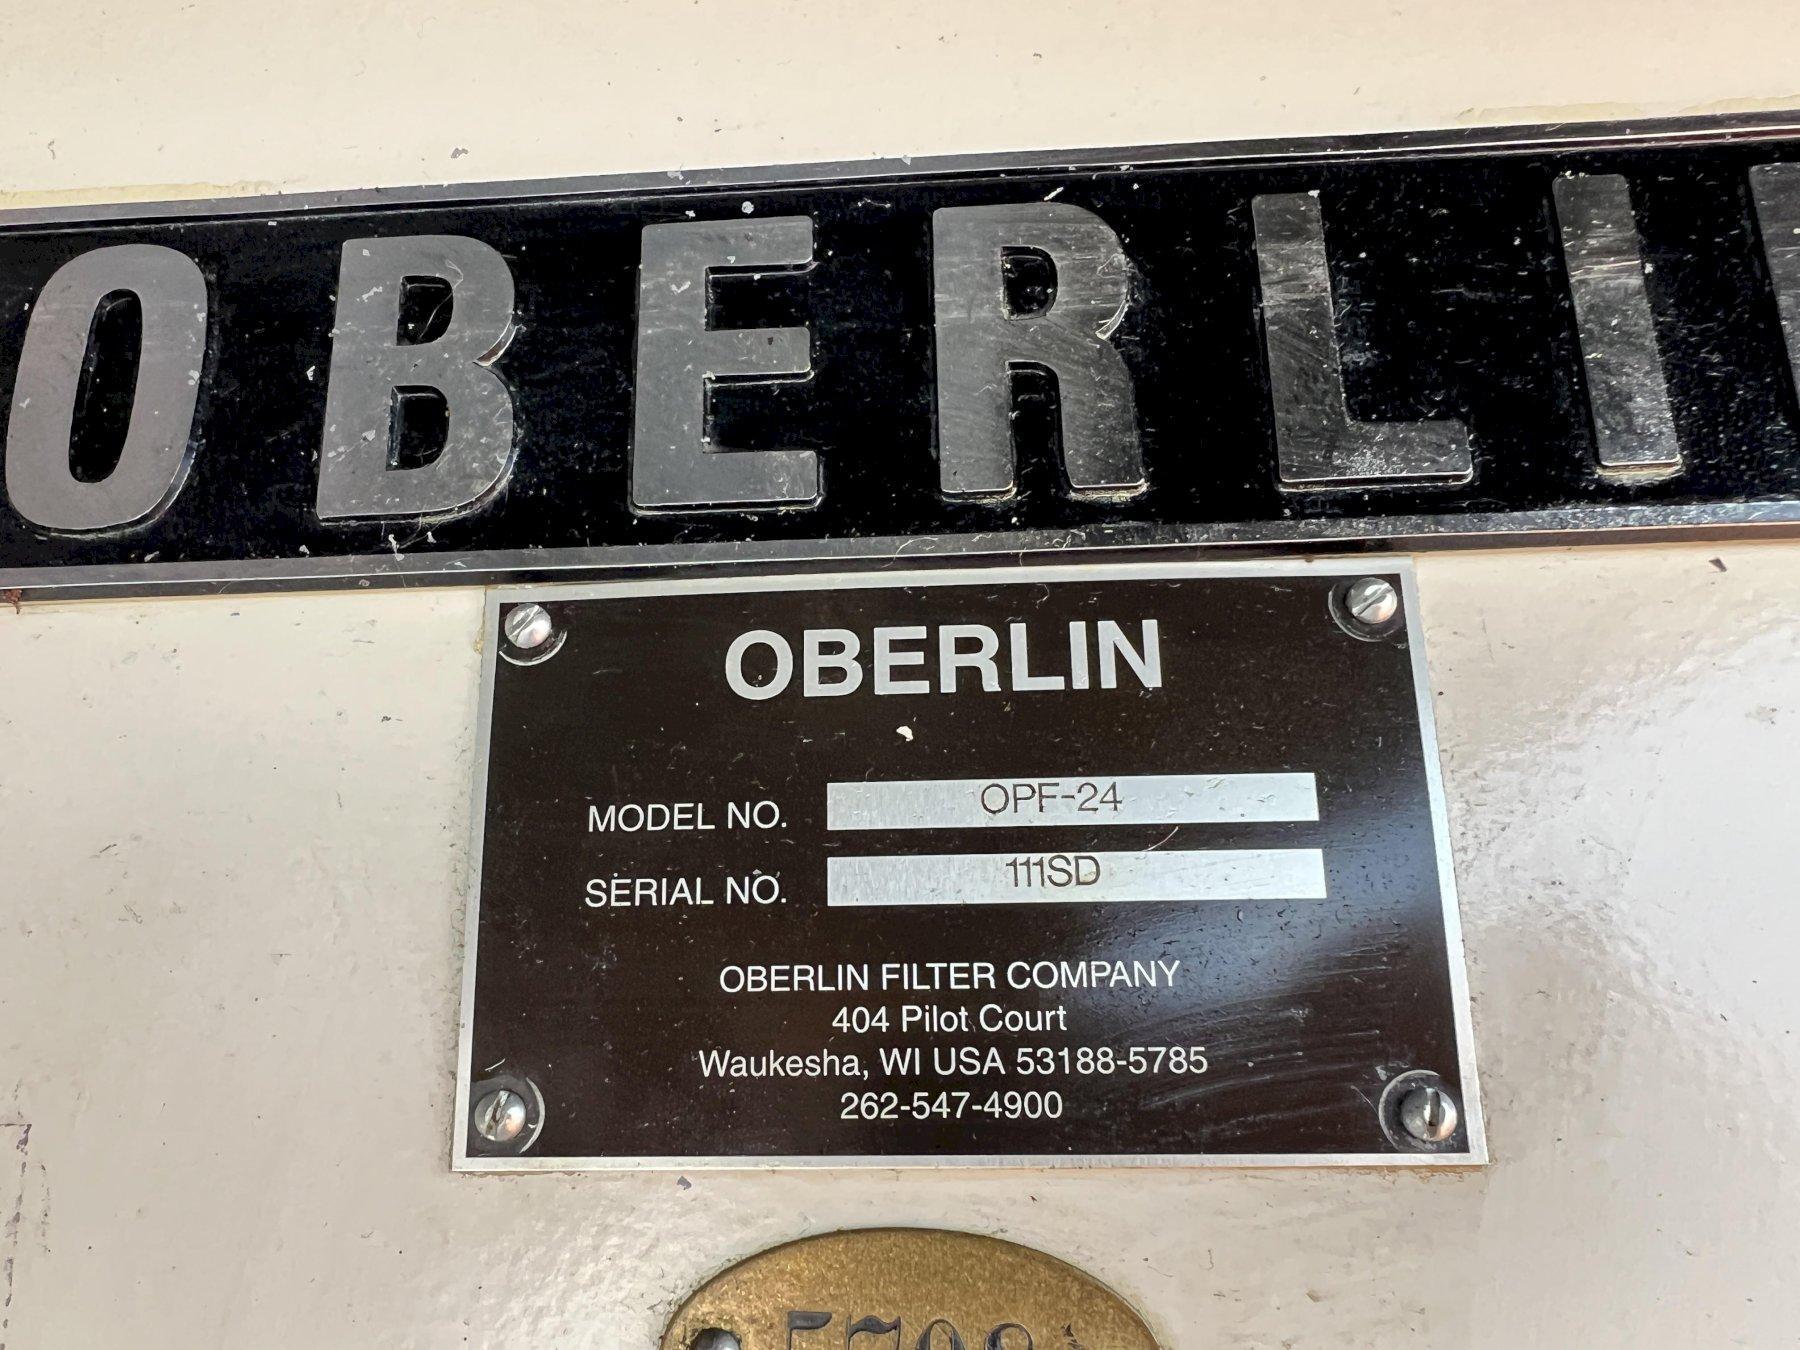 OBERLIN
OBERLIN
MODEL NO. OPF-24
SERIAL NO. 111SD
OBERLIN FILTER COMPANY
404 Pilot Court
Waukesha, WI USA 53188-5785
262-547-4900